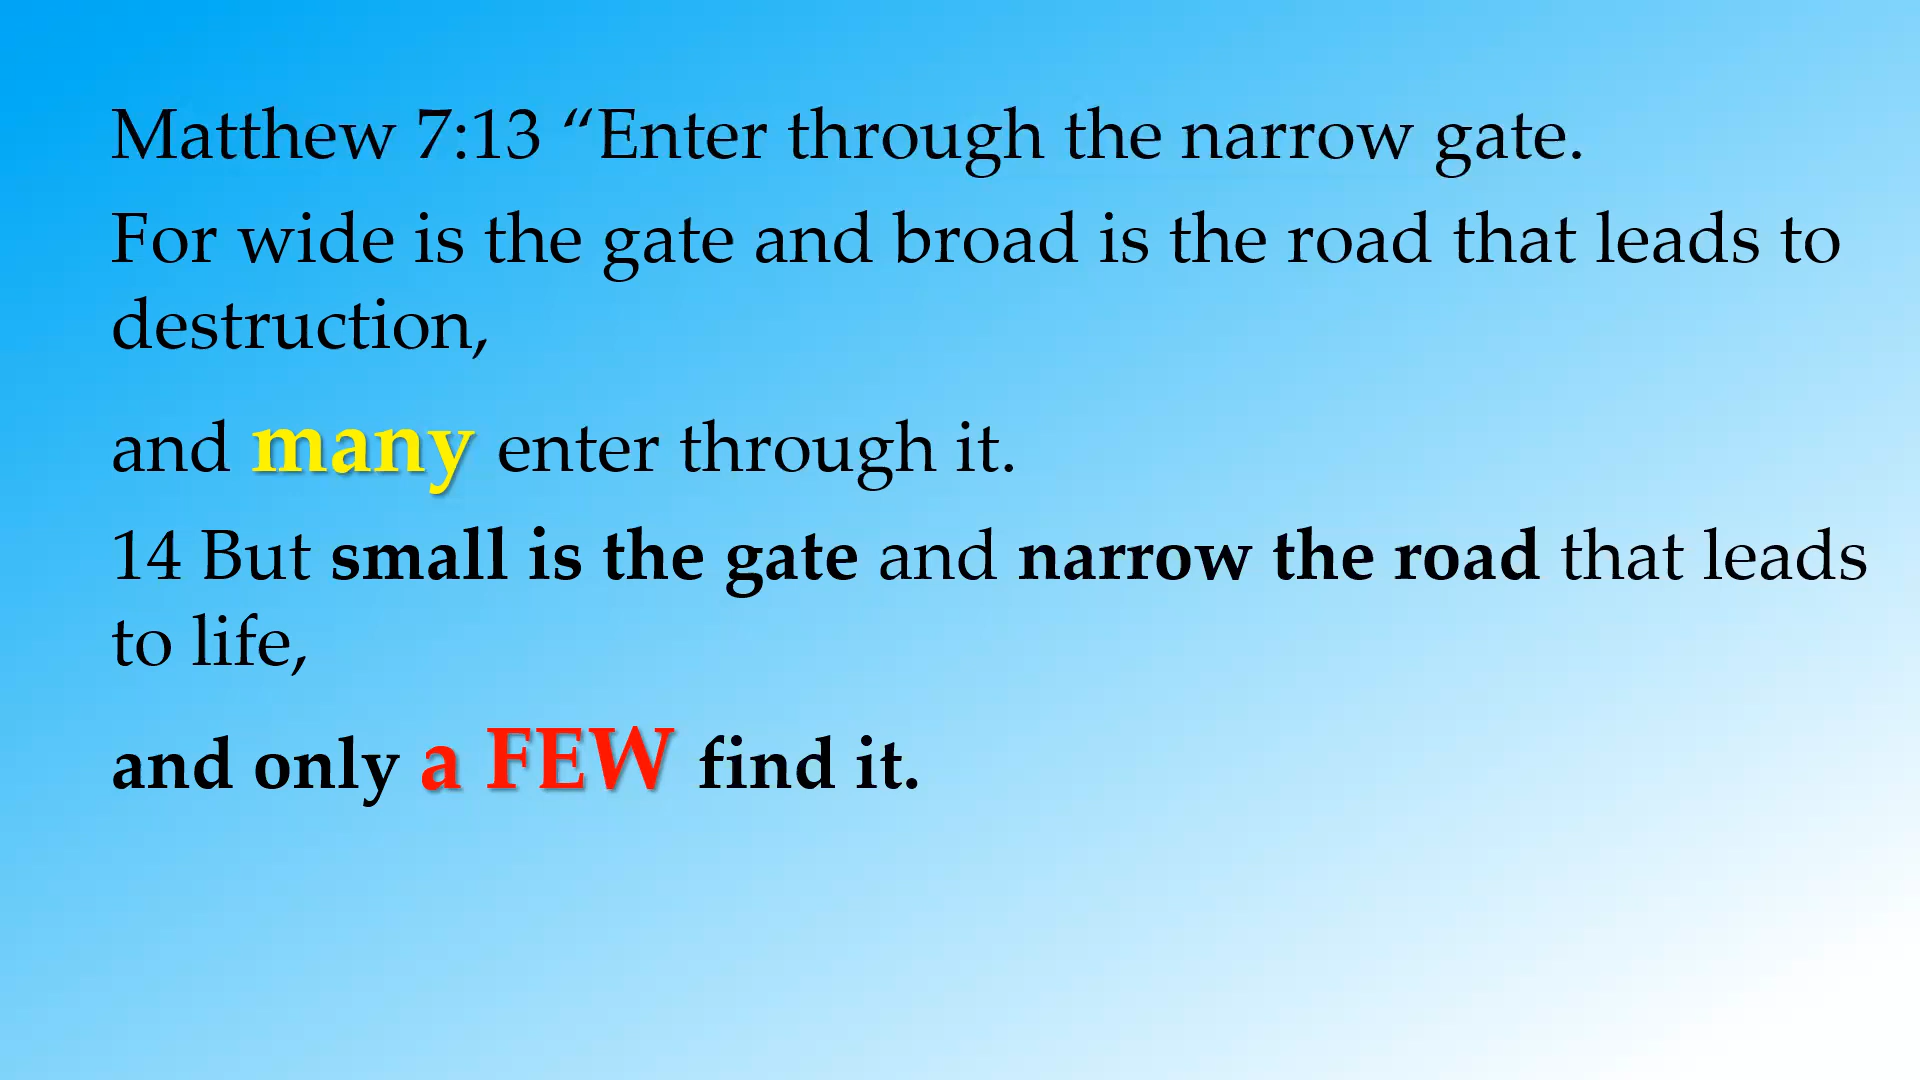 Matthew 7:13 “Enter through the narrow gate.
For wide is the gate and broad is the road that leads to
destruction,
and many enter through it.
14 But small is the gate and narrow the road that leads
to life,
and only a FEW find it.